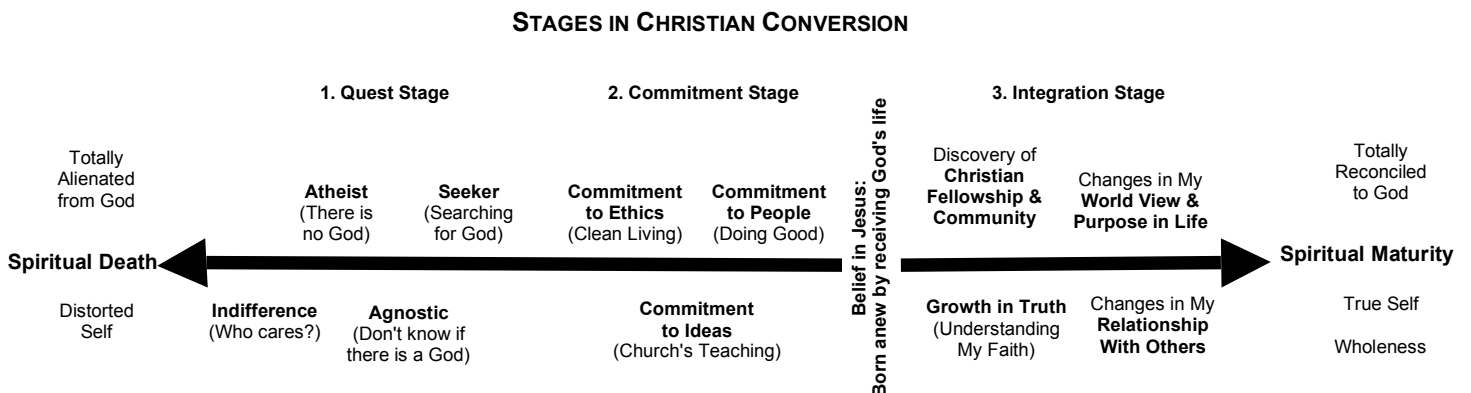 STAGES IN CHRISTIAN CONVERSION
1. Quest Stage
2. Commitment Stage
3. Integration Stage
Totally
Alienated
from God
Atheist
(There is
no God)
Seeker
(Searching
for God)
Commitment
to Ethics
(Clean Living)
Commitment
to People
(Doing Good)
Belief in Jesus:
Born anew by receiving God's life
Discovery of
Christian
Fellowship &
Community
Changes in My
World View &
Purpose in Life
Totally
Reconciled
to God
Spiritual Death
Spiritual Maturity
Distorted
Self
Indifference
(Who cares?)
Agnostic
(Don't know if
there is a God)
Commitment
to Ideas
(Church's Teaching)
Growth in Truth
(Understanding
My Faith)
Changes in My
Relationship
With Others
True Self
Wholeness